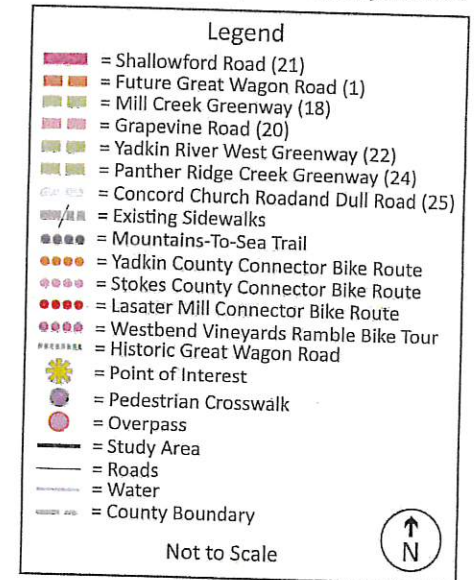 Legend
= Shallowford Road (21)
= Future Great Wagon Road (1)
= Mill Creek Greenway (18)
= Grapevine Road (20)
= Yadkin River West Greenway (22)
= Panther Ridge Creek Greenway (24)
= Concord Church Roadand Dull Road (25)
= Existing Sidewalks
= Mountains-To-Sea Trail
= Yadkin County Connector Bike Route
= Stokes County Connector Bike Route
= Lasater Mill Connector Bike Route
= Westbend Vineyards Ramble Bike Tour
= Historic Great Wagon Road
= Point of Interest
= Pedestrian Crosswalk
= Overpass
= Study Area
= Roads
= Water
= County Boundary
Not to Scale
N